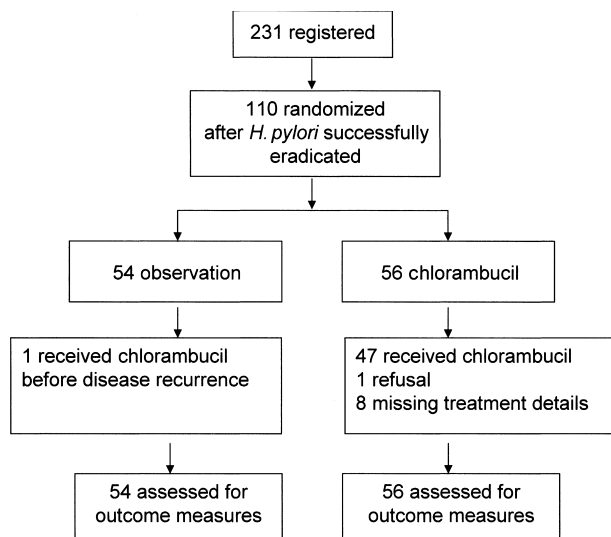 231 registered
110 randomized
after H. pylori successfully
eradicated
54 observation
56 chlorambucil
1 received chlorambucil
before disease recurrence
47 received chlorambucil
1 refusal
8 missing treatment details
54 assessed for
outcome measures
56 assessed for
outcome measures